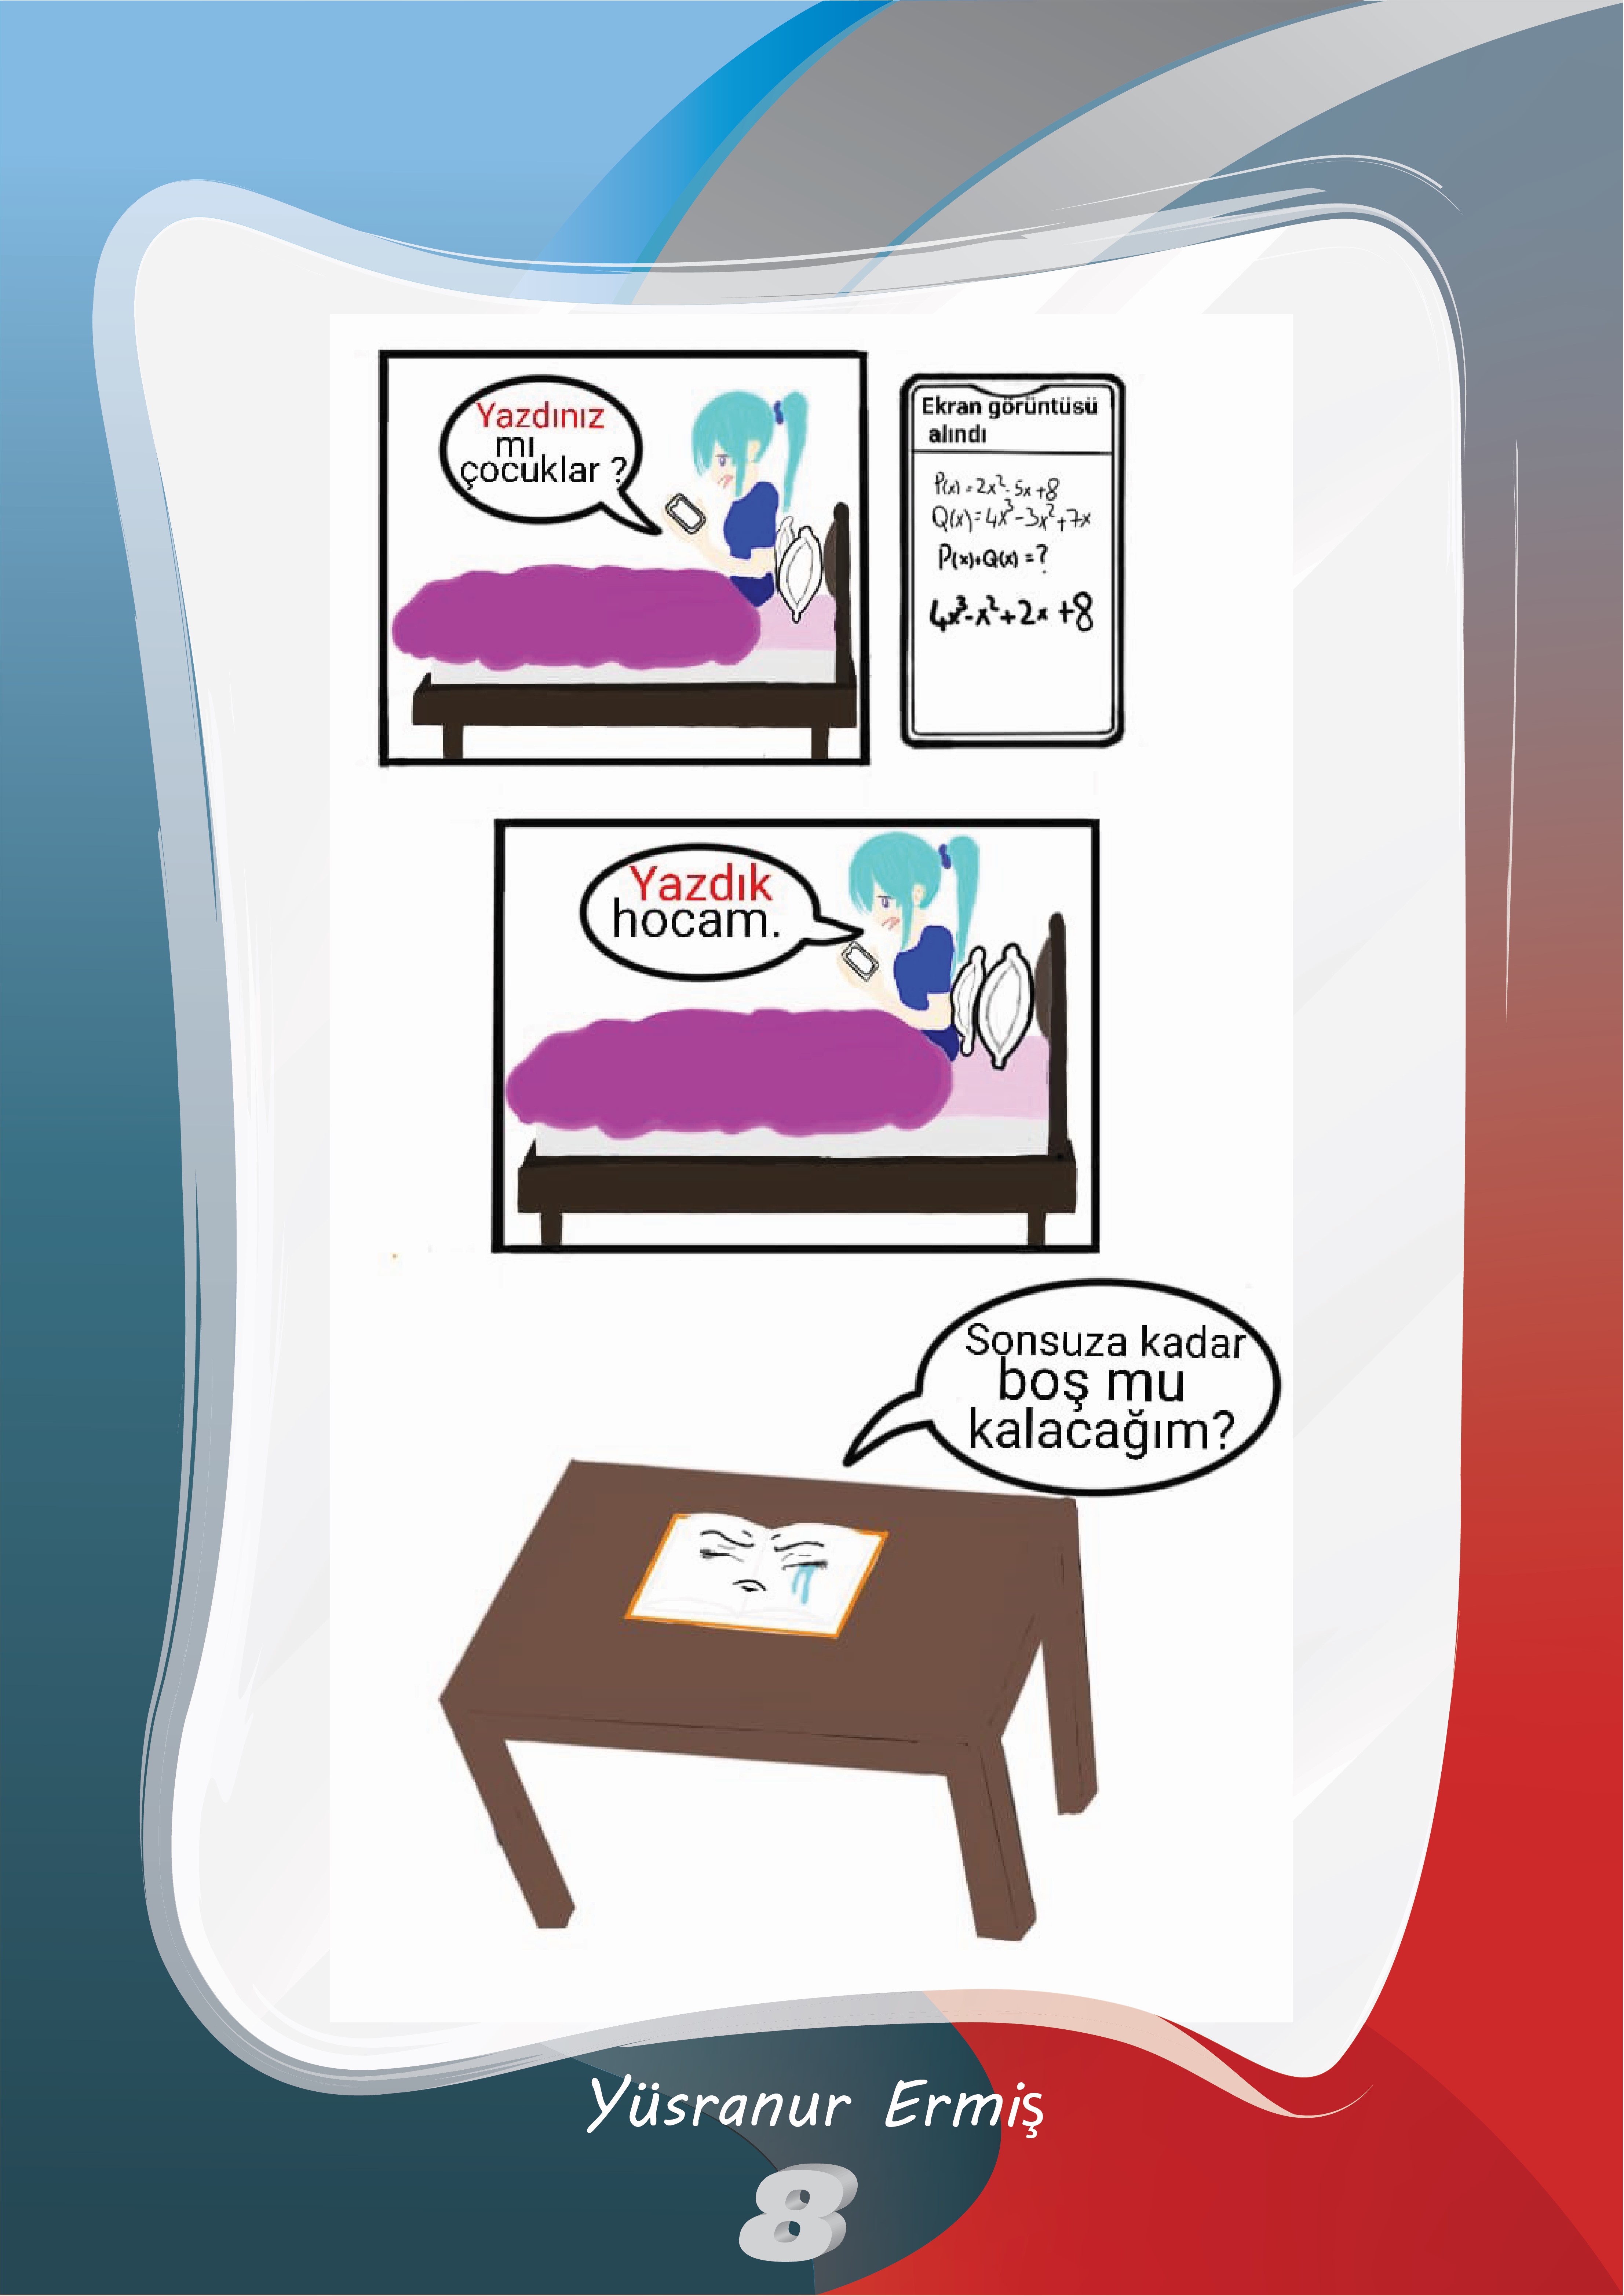 Yazdınız
mı
çocuklar ?
Ekran görüntüsü
alındı
P(x) = 2x²- 5x +8
Q(x) = 4x³-3x²+7x
P(x)+Q(x) = ?
4x³-x²+2x +8
Yazdık
hocam.
Sonsuza kadar
boş mu
kalacağım?
Yüsranur Ermiş
8